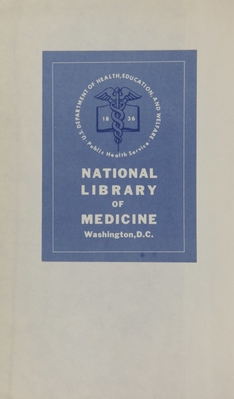 U.S. DEPARTMENT OF HEALTH, EDUCATION, AND WELFARE
18 36
Public Health Service
NATIONAL
LIBRARY
OF
MEDICINE
Washington, D.C.